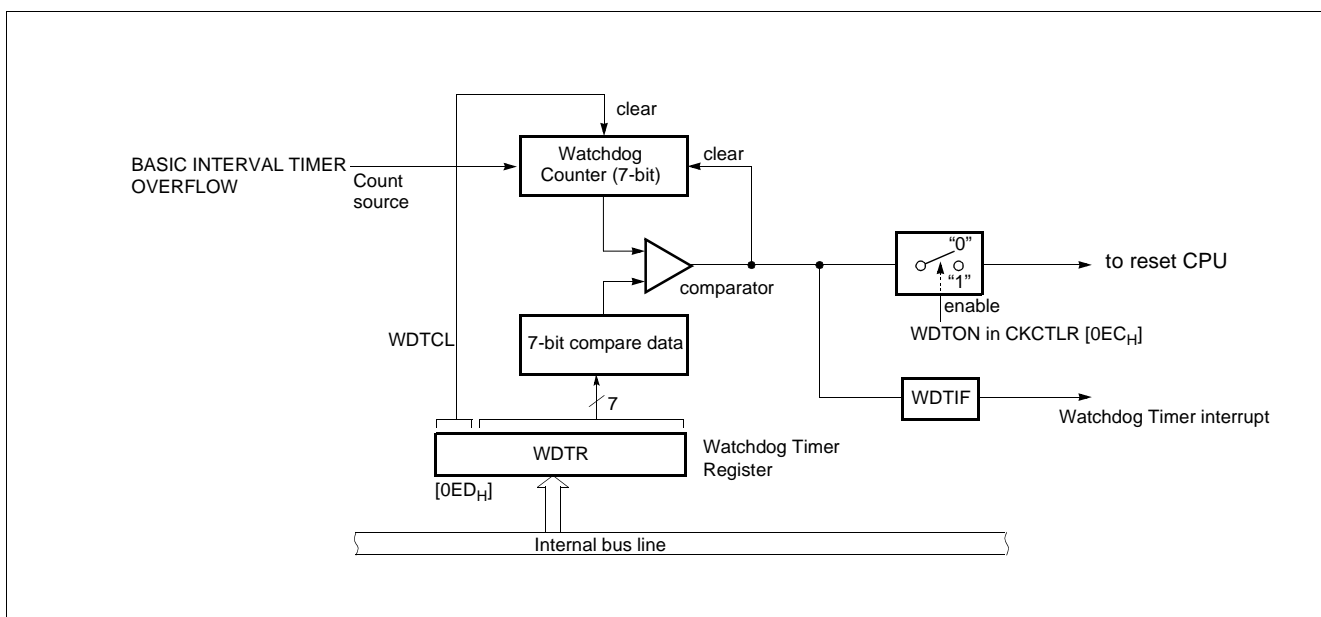 clear
BASIC INTERVAL TIMER
OVERFLOW
Count
source
Watchdog
Counter (7-bit)
clear
comparator
“0”
“1”
enable
to reset CPU
WDTON in CKCTLR [0ECH]
WDTCL
7-bit compare data
7
WDTIF
Watchdog Timer interrupt
WDTR
Watchdog Timer
Register
[0EDH]
Internal bus line